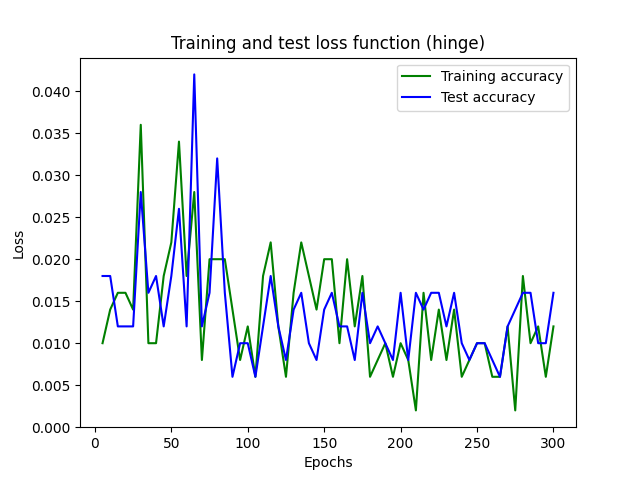 Training and test loss function (hinge)
Training accuracy
Test accuracy
0.040
0.035
0.030
0.025
0.020
0.015
0.010
0.005
0.000
Loss
0 50 100 150 200 250 300
Epochs